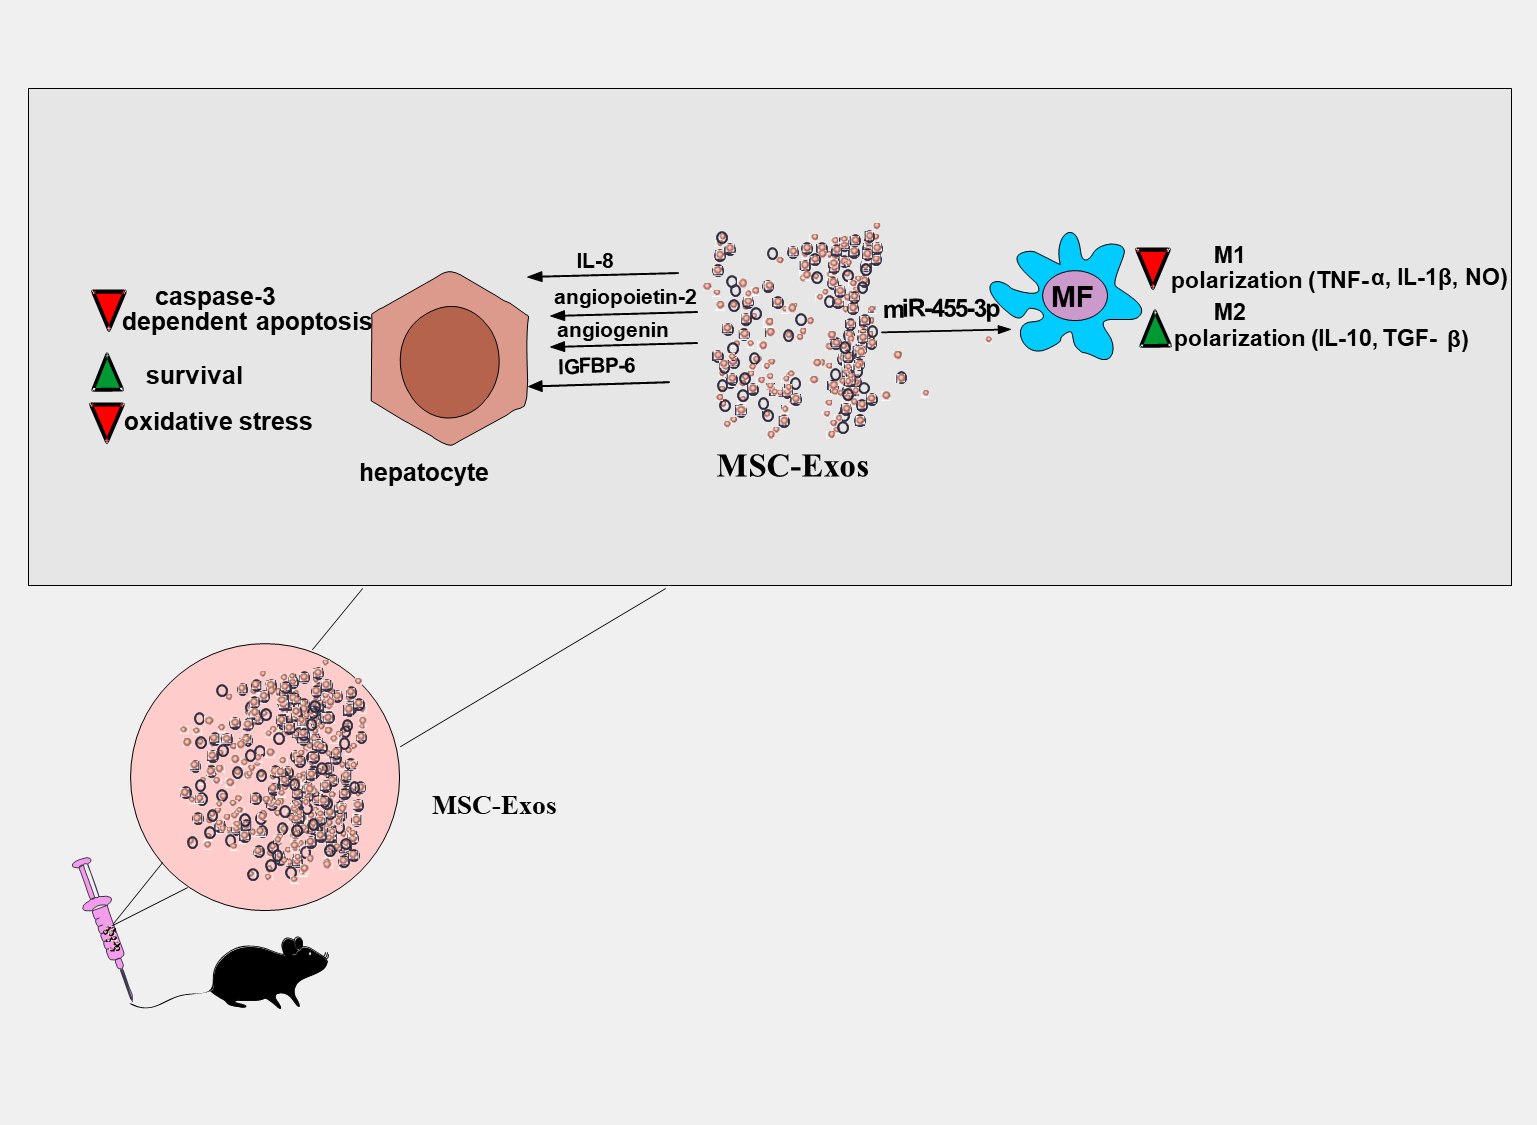 IL-8
angiopoietin-2
angiogenin
IGFBP-6
caspase-3
dependent apoptosis
survival
oxidative stress
hepatocyte
MSC-Exos
miR-455-3p
MF
M1
polarization (TNF-α, IL-1β, NO)
M2
polarization (IL-10, TGF- β)
MSC-Exos